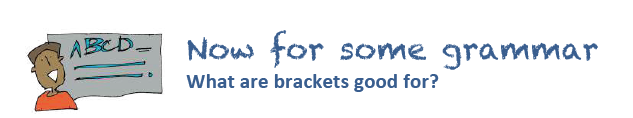 ABCD
Now for some grammar
What are brackets good for?